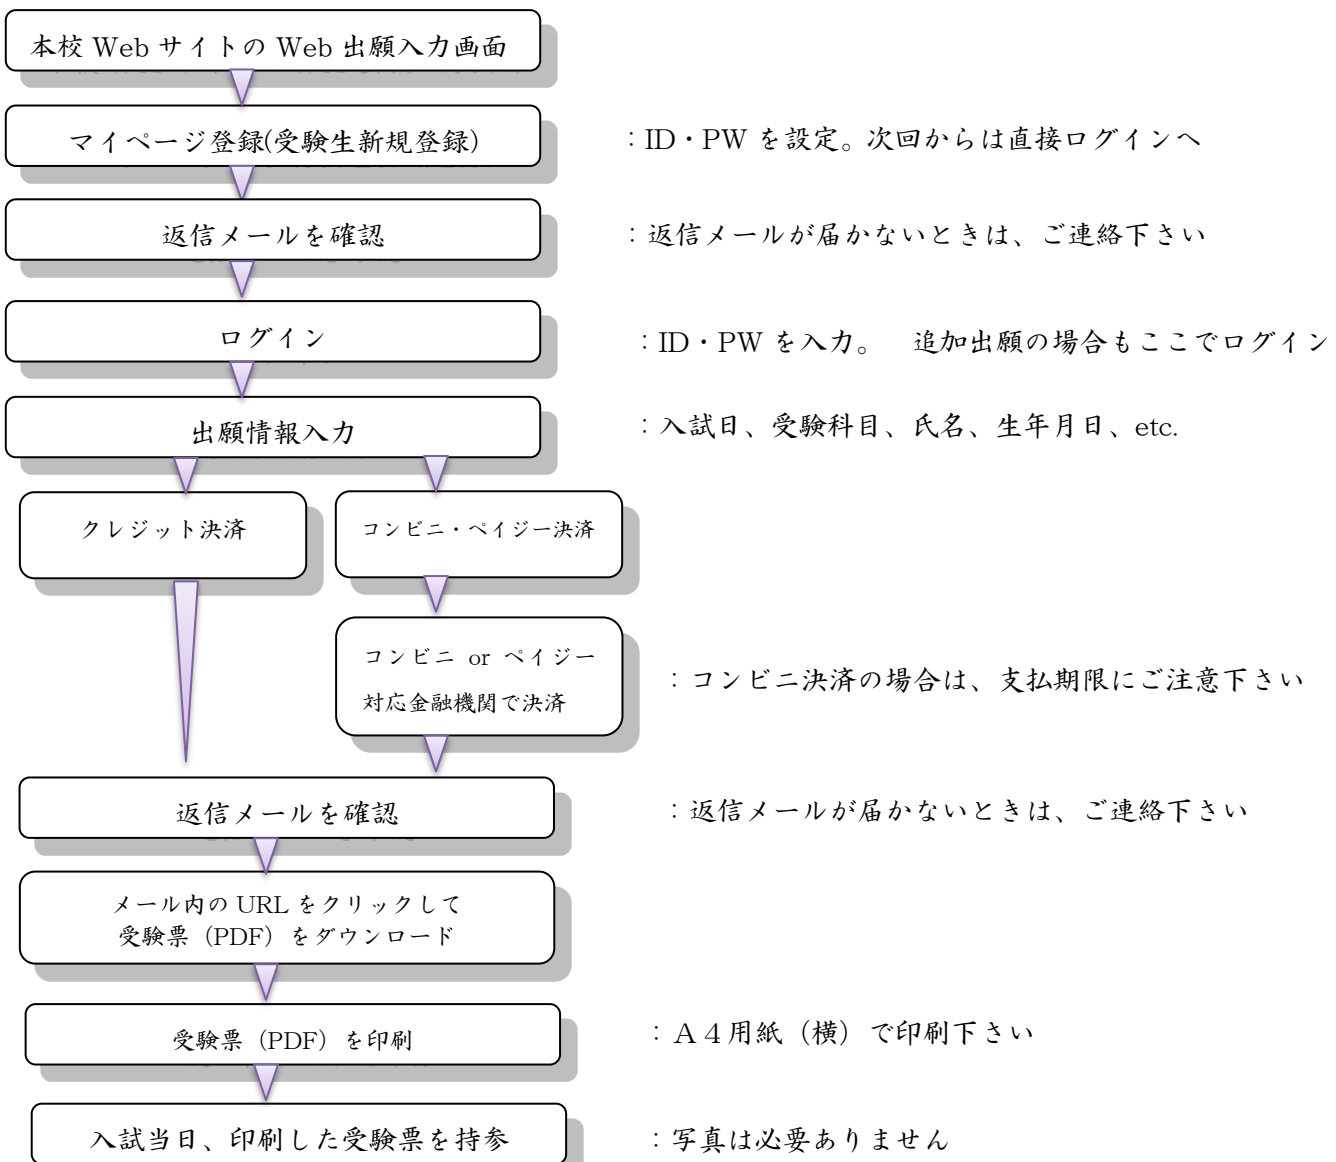 本校 Web サイトの Web 出願入力画面
マイページ登録(受験生新規登録)
：ID・PW を設定。次回からは直接ログインへ
返信メールを確認
：返信メールが届かないときは、ご連絡下さい
ログイン
：ID・PW を入力。　追加出願の場合もここでログイン
出願情報入力
：入試日、受験科目、氏名、生年月日、etc.
クレジット決済
コンビニ・ペイジー決済
コンビニ or ペイジー
対応金融機関で決済
：コンビニ決済の場合は、支払期限にご注意下さい
返信メールを確認
：返信メールが届かないときは、ご連絡下さい
メール内の URL をクリックして
受験票（PDF）をダウンロード
受験票（PDF）を印刷
：Ａ４用紙（横）で印刷下さい
入試当日、印刷した受験票を持参
：写真は必要ありません